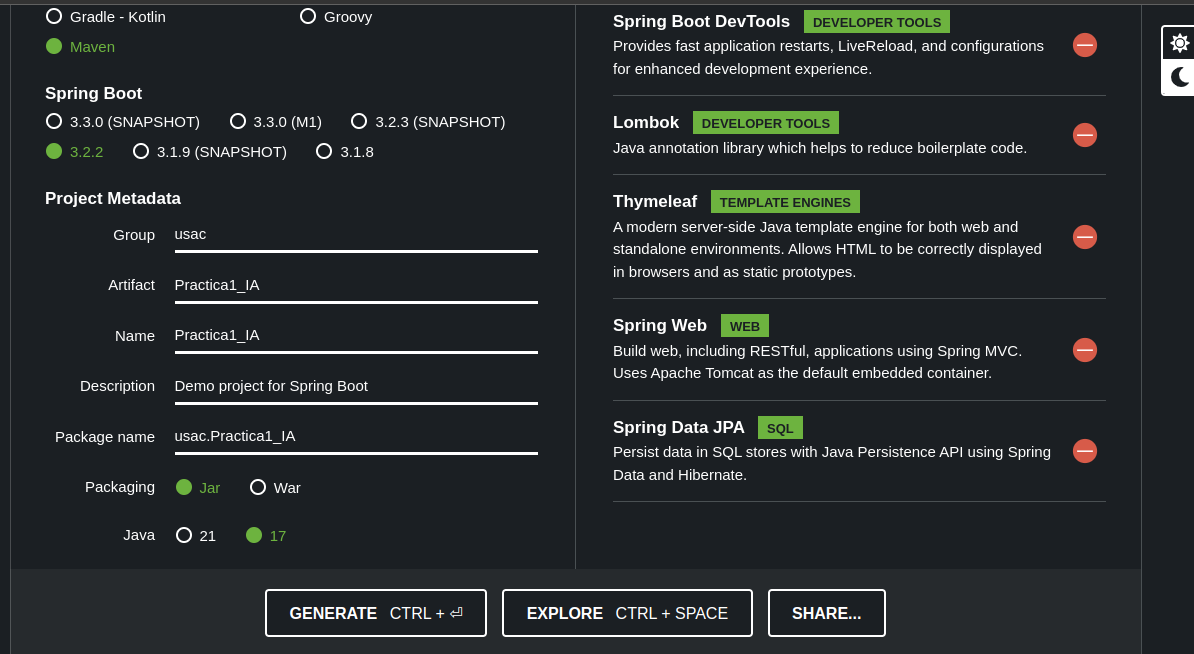 Gradle - Kotlin Groovy
Maven
Spring Boot
3.3.0 (SNAPSHOT) 3.3.0 (M1) 3.2.3 (SNAPSHOT)
3.2.2 3.1.9 (SNAPSHOT) 3.1.8
Project Metadata
Group usac
Artifact Practica1_IA
Name Practica1_IA
Description Demo project for Spring Boot
Package name usac.Practica1_IA
Packaging Jar War
Java 21 17
Spring Boot DevTools DEVELOPER TOOLS
Provides fast application restarts, LiveReload, and configurations
for enhanced development experience.
Lombok DEVELOPER TOOLS
Java annotation library which helps to reduce boilerplate code.
Thymeleaf TEMPLATE ENGINES
A modern server-side Java template engine for both web and
standalone environments. Allows HTML to be correctly displayed
in browsers and as static prototypes.
Spring Web WEB
Build web, including RESTful, applications using Spring MVC.
Uses Apache Tomcat as the default embedded container.
Spring Data JPA SQL
Persist data in SQL stores with Java Persistence API using Spring
Data and Hibernate.
GENERATE CTRL + ⏎ EXPLORE CTRL + SPACE SHARE...